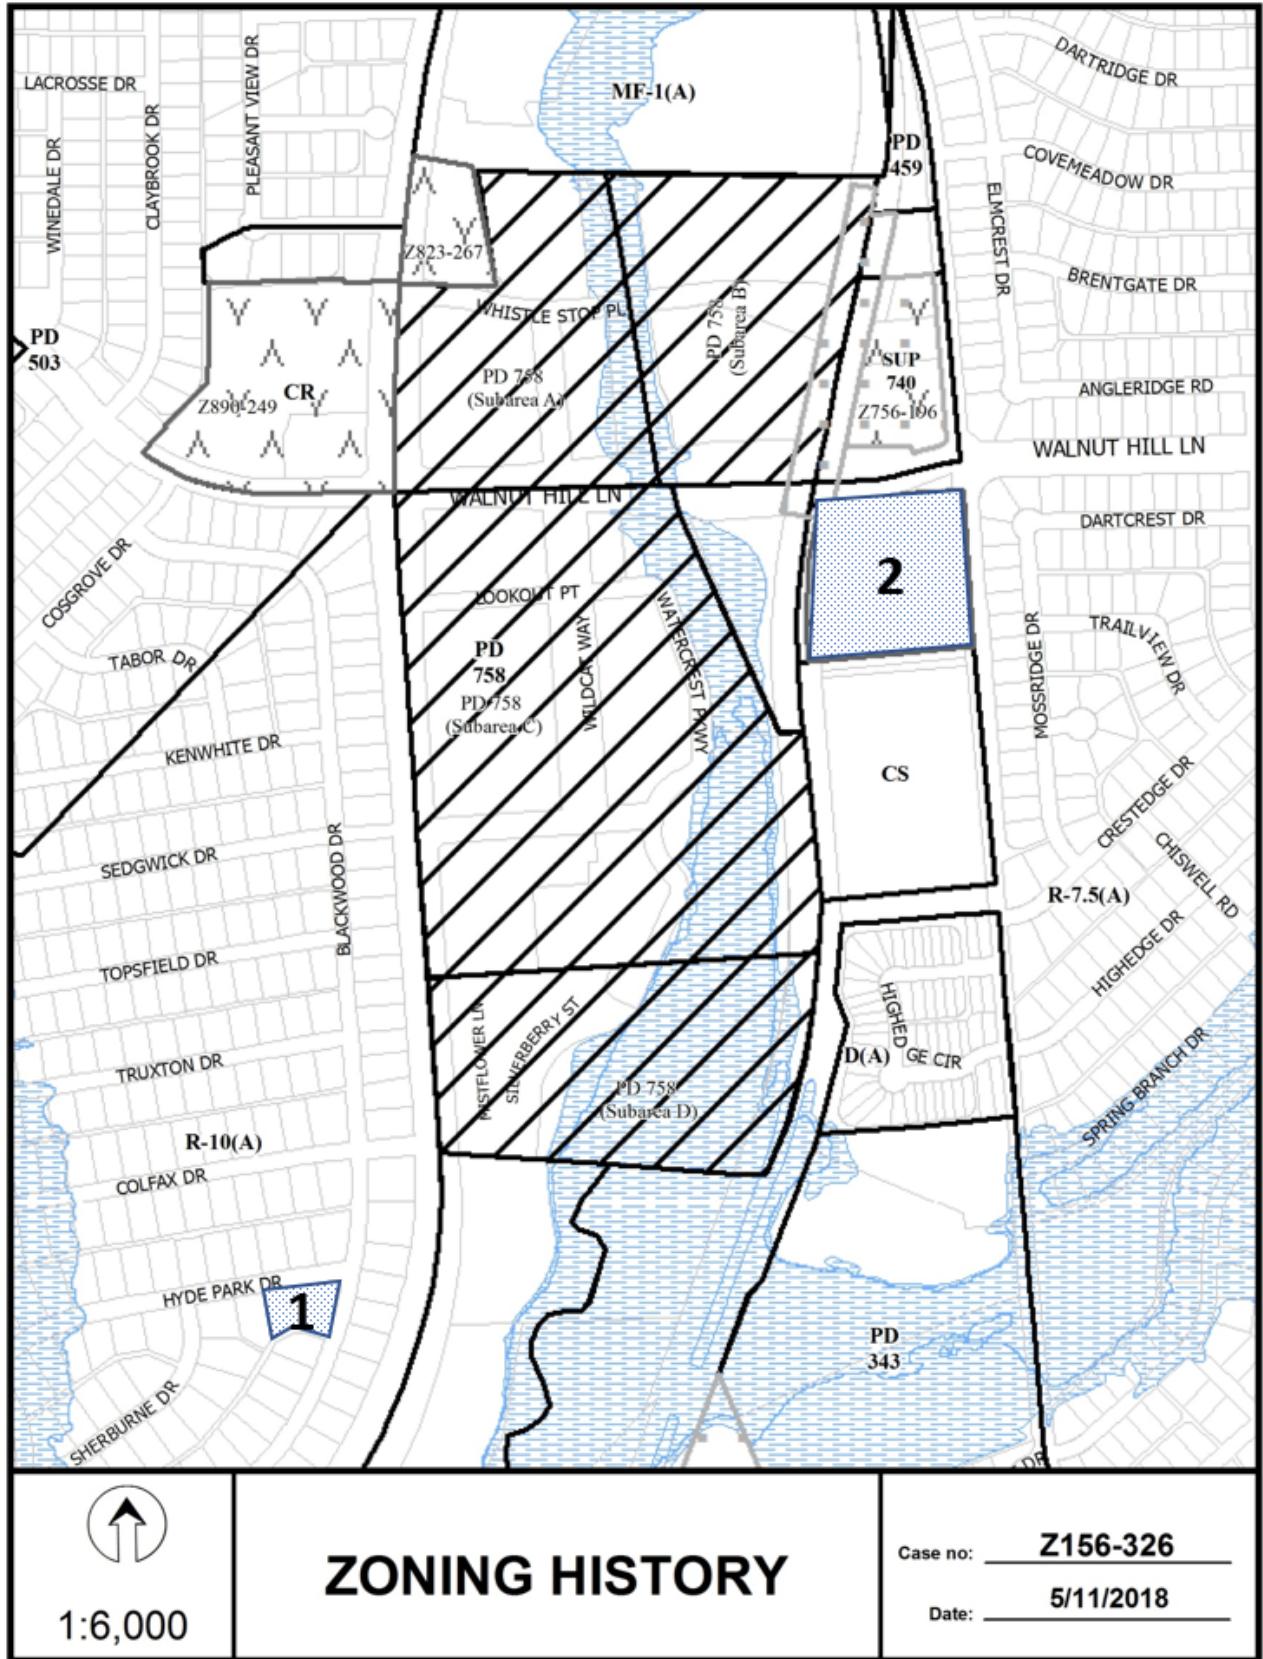 DARTRIDGE DR
LACROSSE DR
PLEASANT VIEW DR
MF-1(A)
CLAYBROOK DR
WINEDALE DR
PD
459
COVEMEADOW DR
ELMCREST DR
Z823-267
BRENTGATE DR
WHISTLE STOP PL
PD 758
(Subarea B)
PD
503
PD 758
(Subarea A)
CR
Z890-249
SUP
740
Z756-196
ANGLERIDGE RD
WALNUT HILL LN
WALNUT HILL LN
DARTCREST DR
2
COSGROVE DR
LOOKOUT PT
WATERCREST PKWY
WILDCAT WAY
TABOR DR
PD
758
PD 758
(Subarea C)
MOSSRIDGE DR
TRAILVIEW DR
KENWHITE DR
CS
CRESTEDGE DR
SEDGWICK DR
BLACKWOOD DR
CHISWELL RD
R-7.5(A)
HIGHEDGE DR
TOPSFIELD DR
MISTFLOWER LN
SILVERBERRY ST
HIGHED
GE CIR
D(A)
TRUXTON DR
SPRING BRANCH DR
PD 758
(Subarea D)
R-10(A)
COLFAX DR
HYDE PARK DR
1
PD
343
SHERBURNE DR
DR
1:6,000
ZONING HISTORY
Case no: Z156-326
Date: 5/11/2018